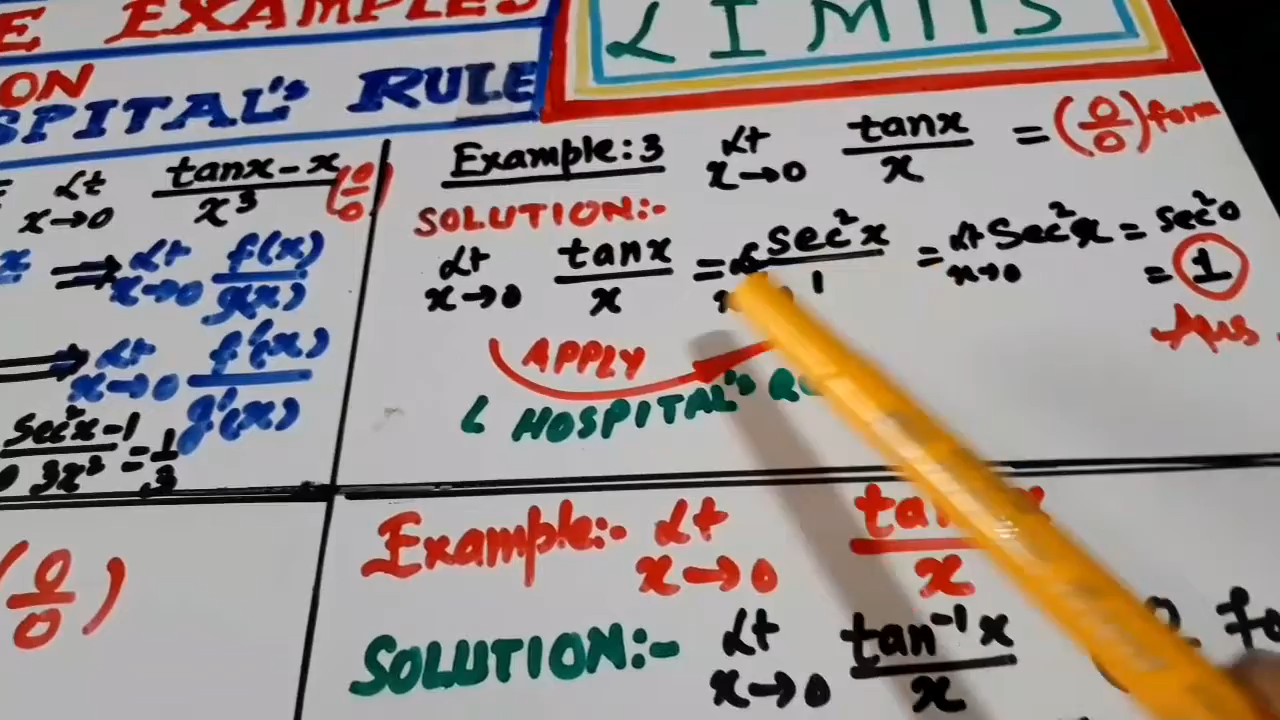 E EXAMPLES
ON
SPITAL's RULE
LIMITS
Lt x→0 tanx-x/x³ (0/0)
⇒ Lt x→0 f(x)/g(x)
⇒ Lt x→0 f'(x)/g'(x)
sec²x-1/3x² = 1/3
(0/0)
Example:3 Lt x→0 tanx/x = (0/0) form
SOLUTION:-
Lt x→0 tanx/x = sec²x/1 = Lt x→0 sec²x = sec²0
= 1
Ans.
APPLY
L HOSPITAL's
Example:- Lt x→0 x
SOLUTION:- Lt x→0 tan⁻¹x/x